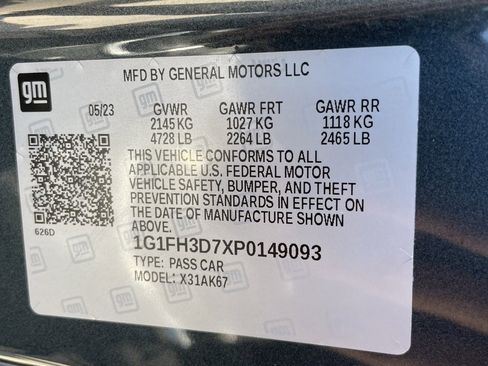 gm
MFD BY GENERAL MOTORS LLC
05/23 GVWR GAWR FRT GAWR RR
2145 KG 1027 KG 1118 KG
4728 LB 2264 LB 2465 LB
THIS VEHICLE CONFORMS TO ALL
APPLICABLE U.S. FEDERAL MOTOR
VEHICLE SAFETY, BUMPER, AND THEFT
PREVENTION STANDARDS IN EFFECT ON
THE DATE OF MANUFACTURE SHOWN
ABOVE.
626D
1G1FH3D7XP0149093
TYPE: PASS CAR
MODEL: X31AK67